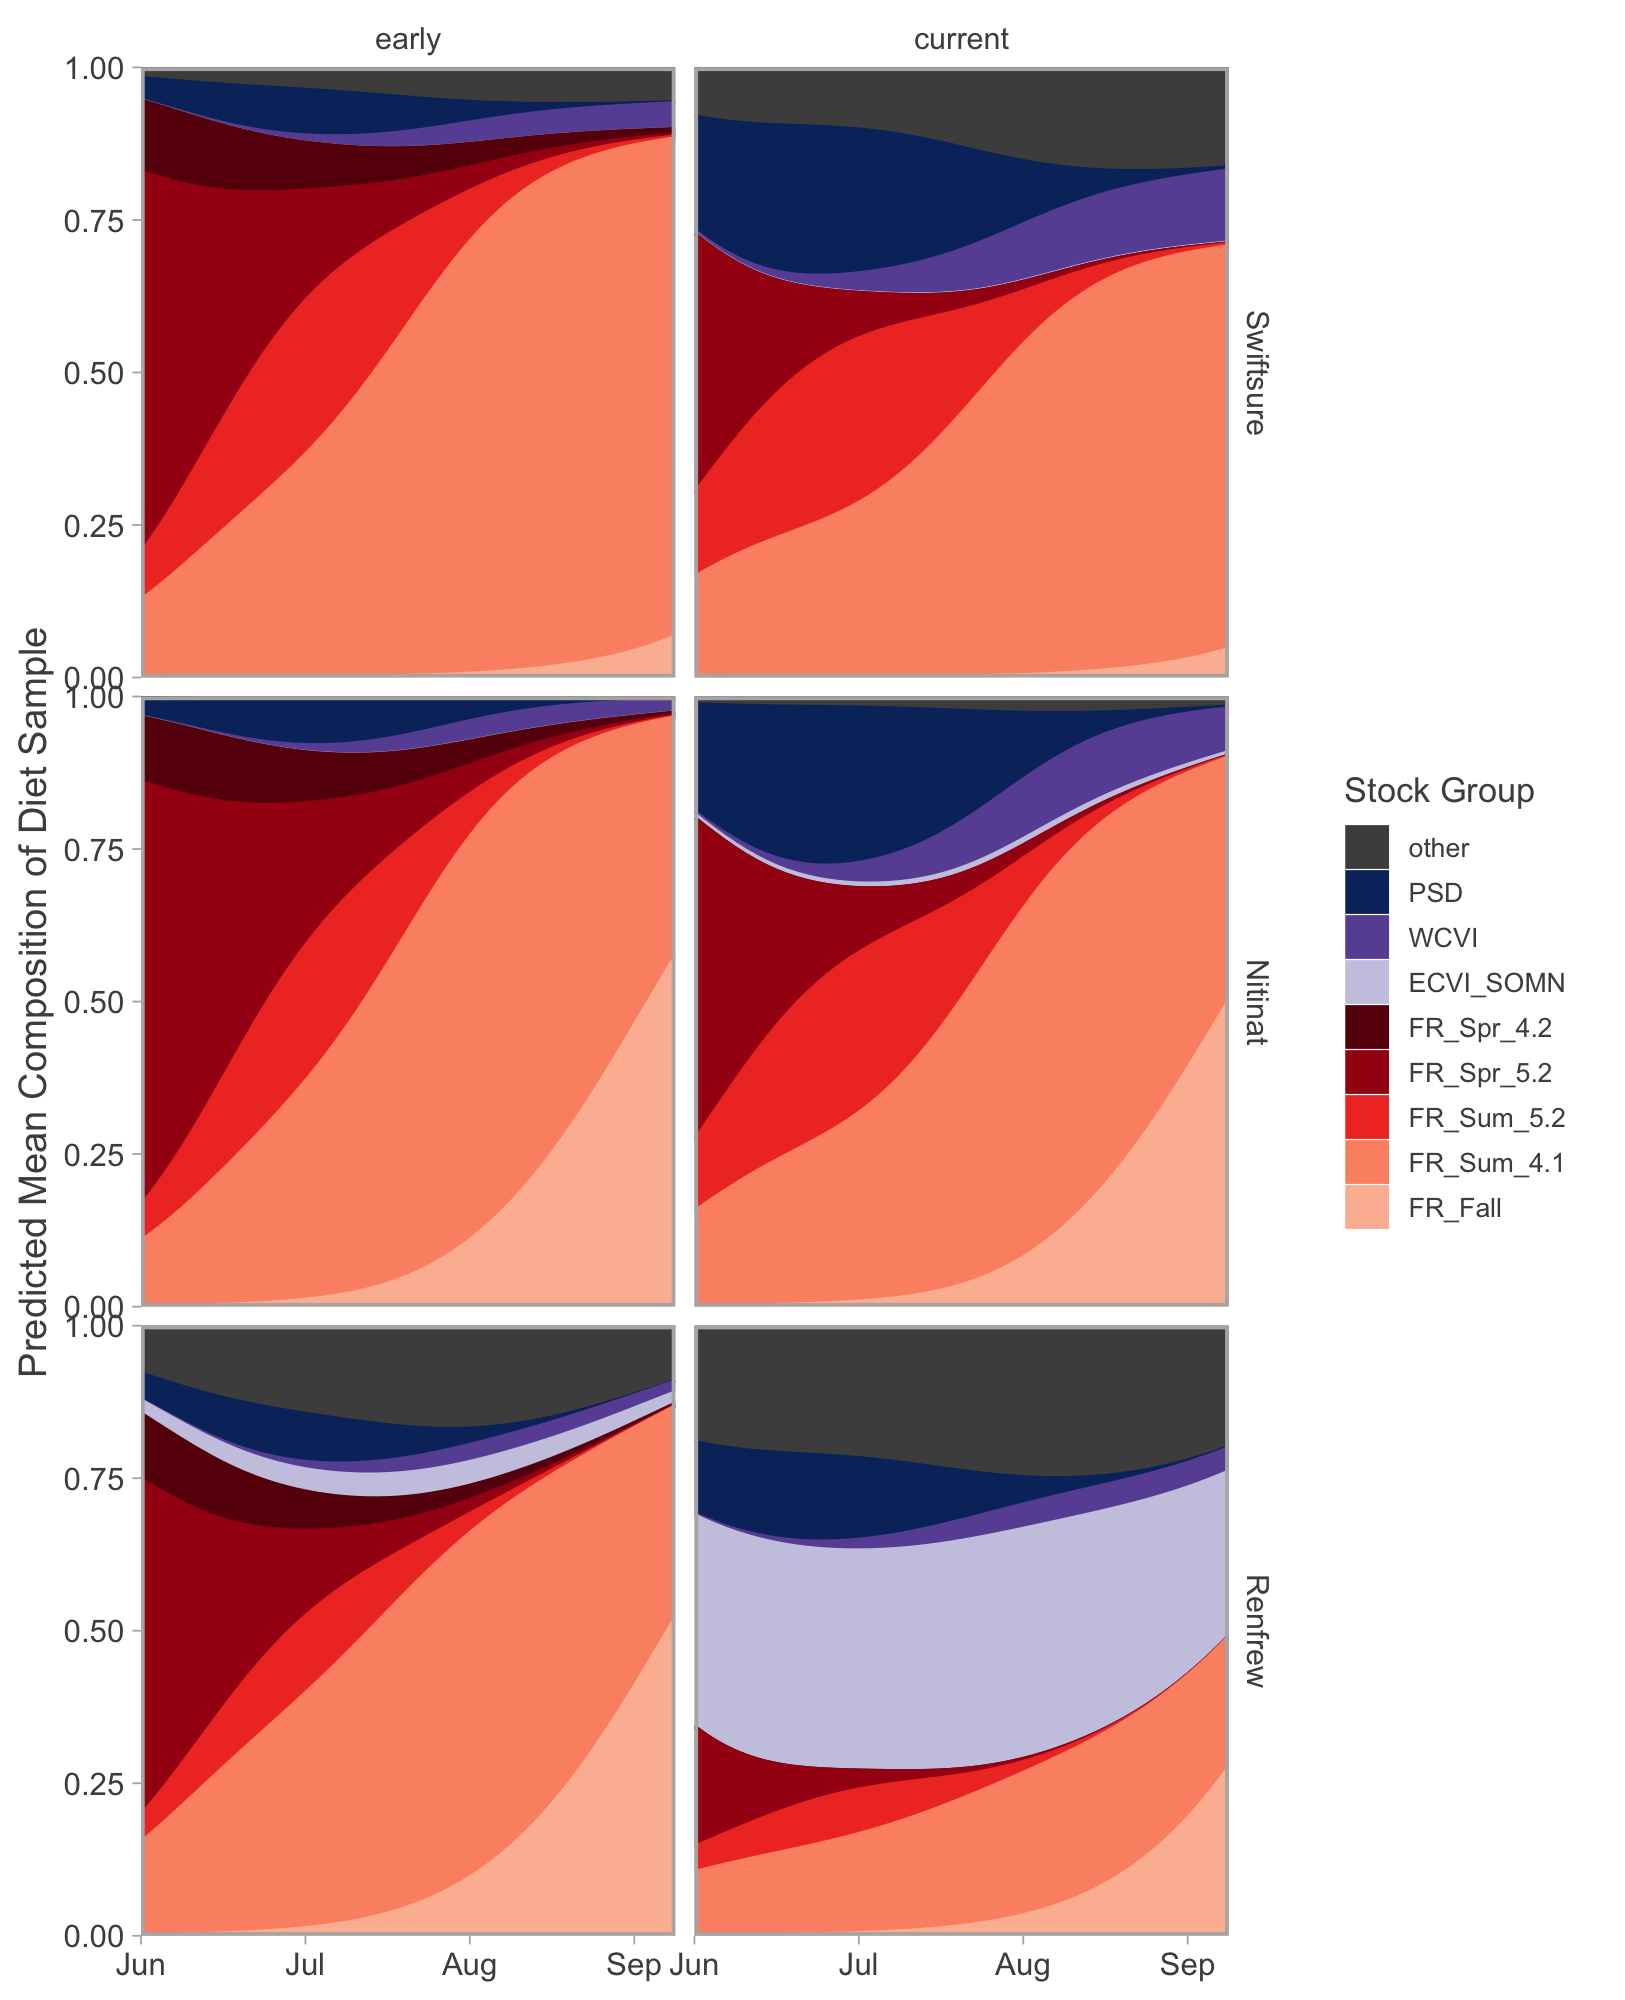 early
current
1.00
0.75
0.50
0.25
0.00
Swiftsure
1.00
0.75
0.50
0.25
0.00
Nitinat
1.00
0.75
0.50
0.25
0.00
Renfrew
Jun
Jul
Aug
Sep
Jun
Jul
Aug
Sep
Predicted Mean Composition of Diet Sample
Stock Group
other
PSD
WCVI
ECVI_SOMN
FR_Spr_4.2
FR_Spr_5.2
FR_Sum_5.2
FR_Sum_4.1
FR_Fall